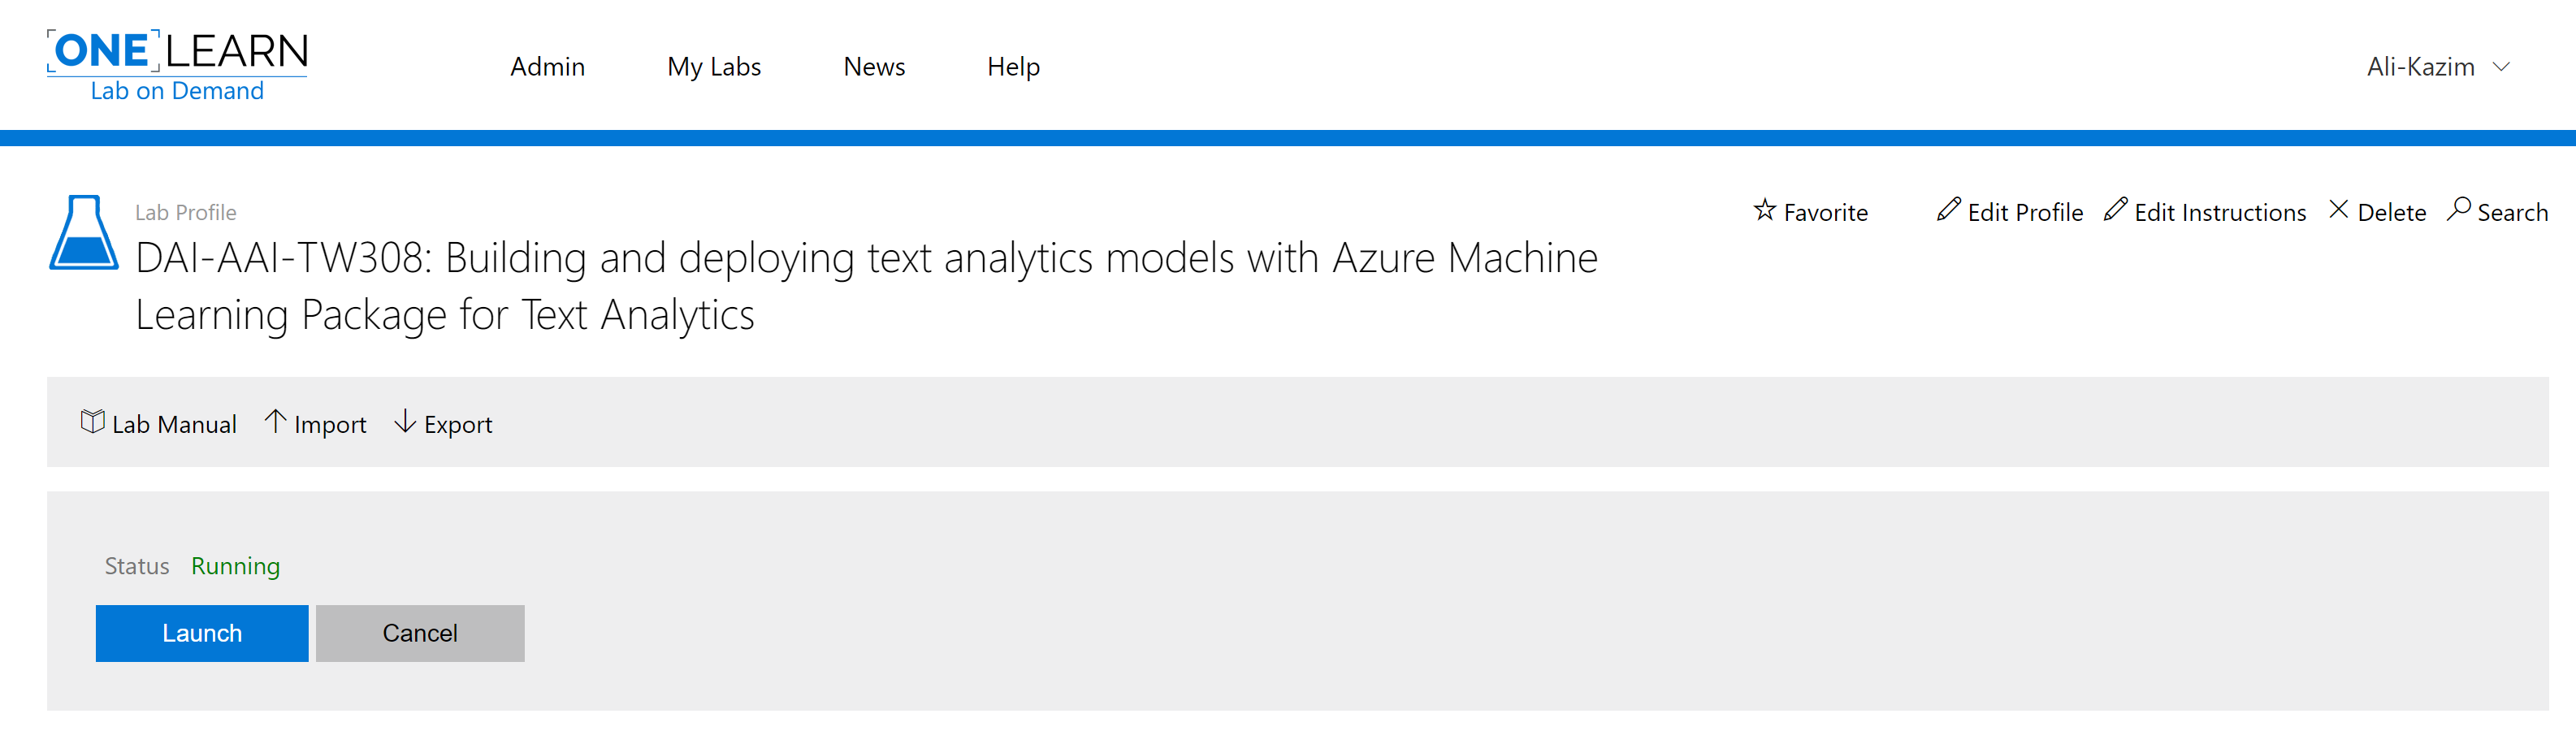 ONE LEARN
Lab on Demand
Admin
My Labs
News
Help
Ali-Kazim
Lab Profile
Favorite
Edit Profile
Edit Instructions
Delete
Search
DAI-AAI-TW308: Building and deploying text analytics models with Azure Machine
Learning Package for Text Analytics
Lab Manual
Import
Export
Status Running
Launch
Cancel